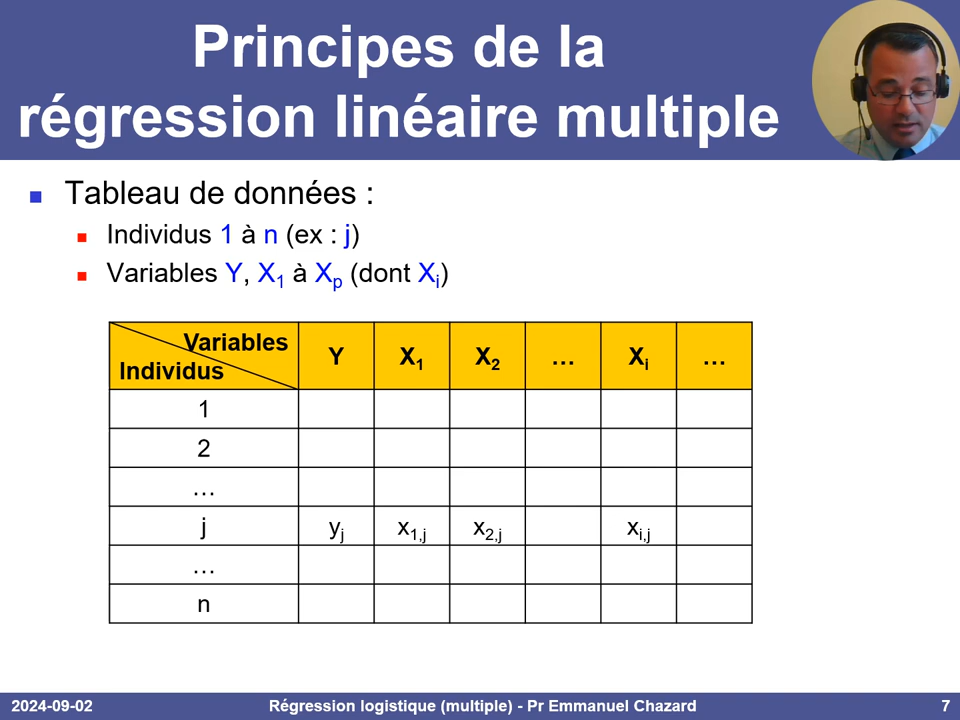 Principes de la
régression linéaire multiple
Tableau de données :
Individus 1 à n (ex : j)
Variables Y, X1 à Xp (dont Xi)
Variables
Individus
Y X1 X2 … Xi …
1
2
…
j yj x1,j x2,j xi,j
…
n
2024-09-02 Régression logistique (multiple) - Pr Emmanuel Chazard 7